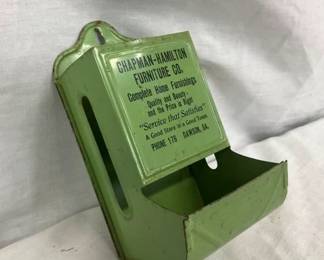 CHAPMAN-HAMILTON
FURNITURE CO.
Complete Home Furnishings
Quality and Beauty -
and the Price is Right
"Service that Satisfies"
A Good Store in a Good Town
PHONE 176 DAWSON, GA.